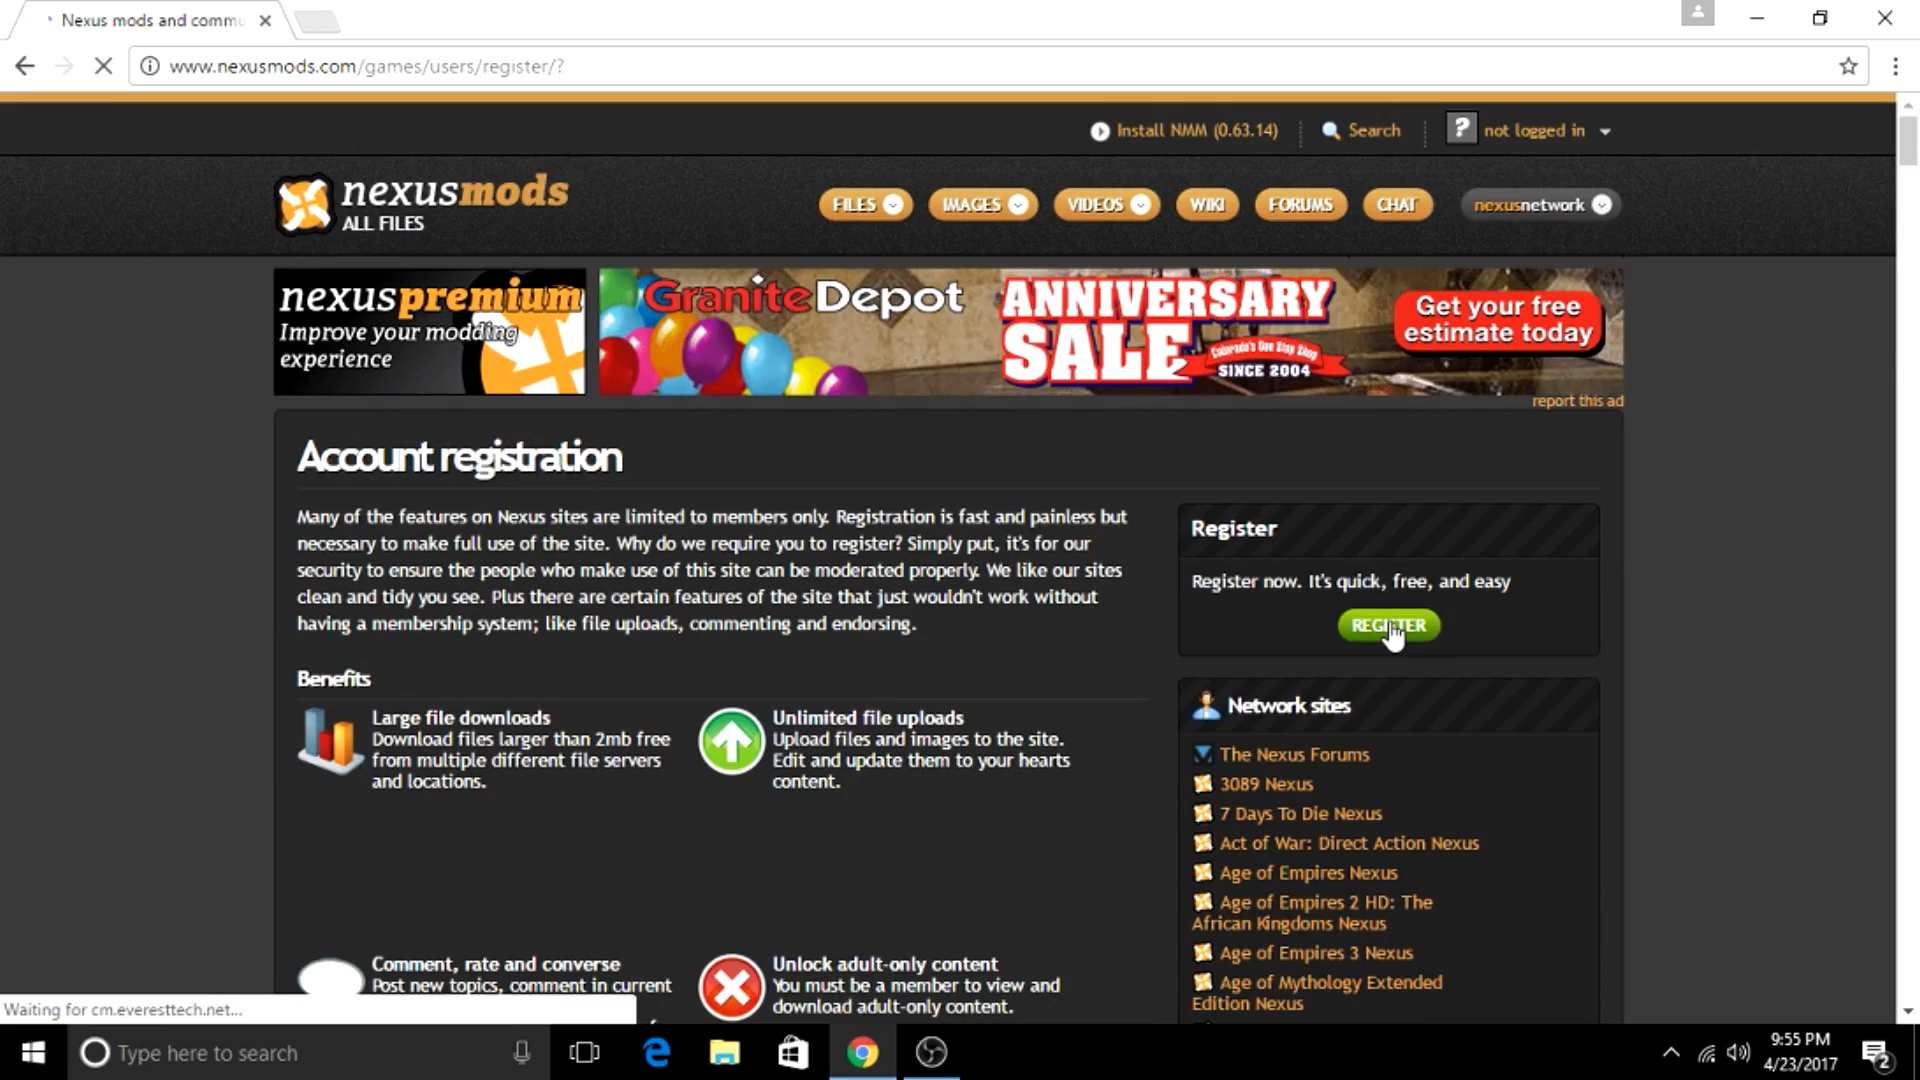 Nexus mods and commu
www.nexusmods.com/games/users/register/?
Install NMM (0.63.14)
Search
?
not logged in
nexusmods
ALL FILES
FILES
IMAGES
VIDEOS
WIKI
FORUMS
CHAT
nexusnetwork
nexuspremium
Improve your modding
experience
GraniteDepot
ANNIVERSARY
SALE
Colorado's One Stop Shop
SINCE 2004
Get your free
estimate today
report this ad
Account registration
Many of the features on Nexus sites are limited to members only. Registration is fast and painless but
necessary to make full use of the site. Why do we require you to register? Simply put, it's for our
security to ensure the people who make use of this site can be moderated properly. We like our sites
clean and tidy you see. Plus there are certain features of the site that just wouldn't work without
having a membership system; like file uploads, commenting and endorsing.
Benefits
Large file downloads
Download files larger than 2mb free
from multiple different file servers
and locations.
Unlimited file uploads
Upload files and images to the site.
Edit and update them to your hearts
content.
Comment, rate and converse
Post new topics, comment in current
Unlock adult-only content
You must be a member to view and
download adult-only content.
Register
Register now. It's quick, free, and easy
REGISTER
Network sites
The Nexus Forums
3089 Nexus
7 Days To Die Nexus
Act of War: Direct Action Nexus
Age of Empires Nexus
Age of Empires 2 HD: The
African Kingdoms Nexus
Age of Empires 3 Nexus
Age of Mythology Extended
Edition Nexus
Waiting for cm.everesttech.net...
Type here to search
9:55 PM
4/23/2017
2